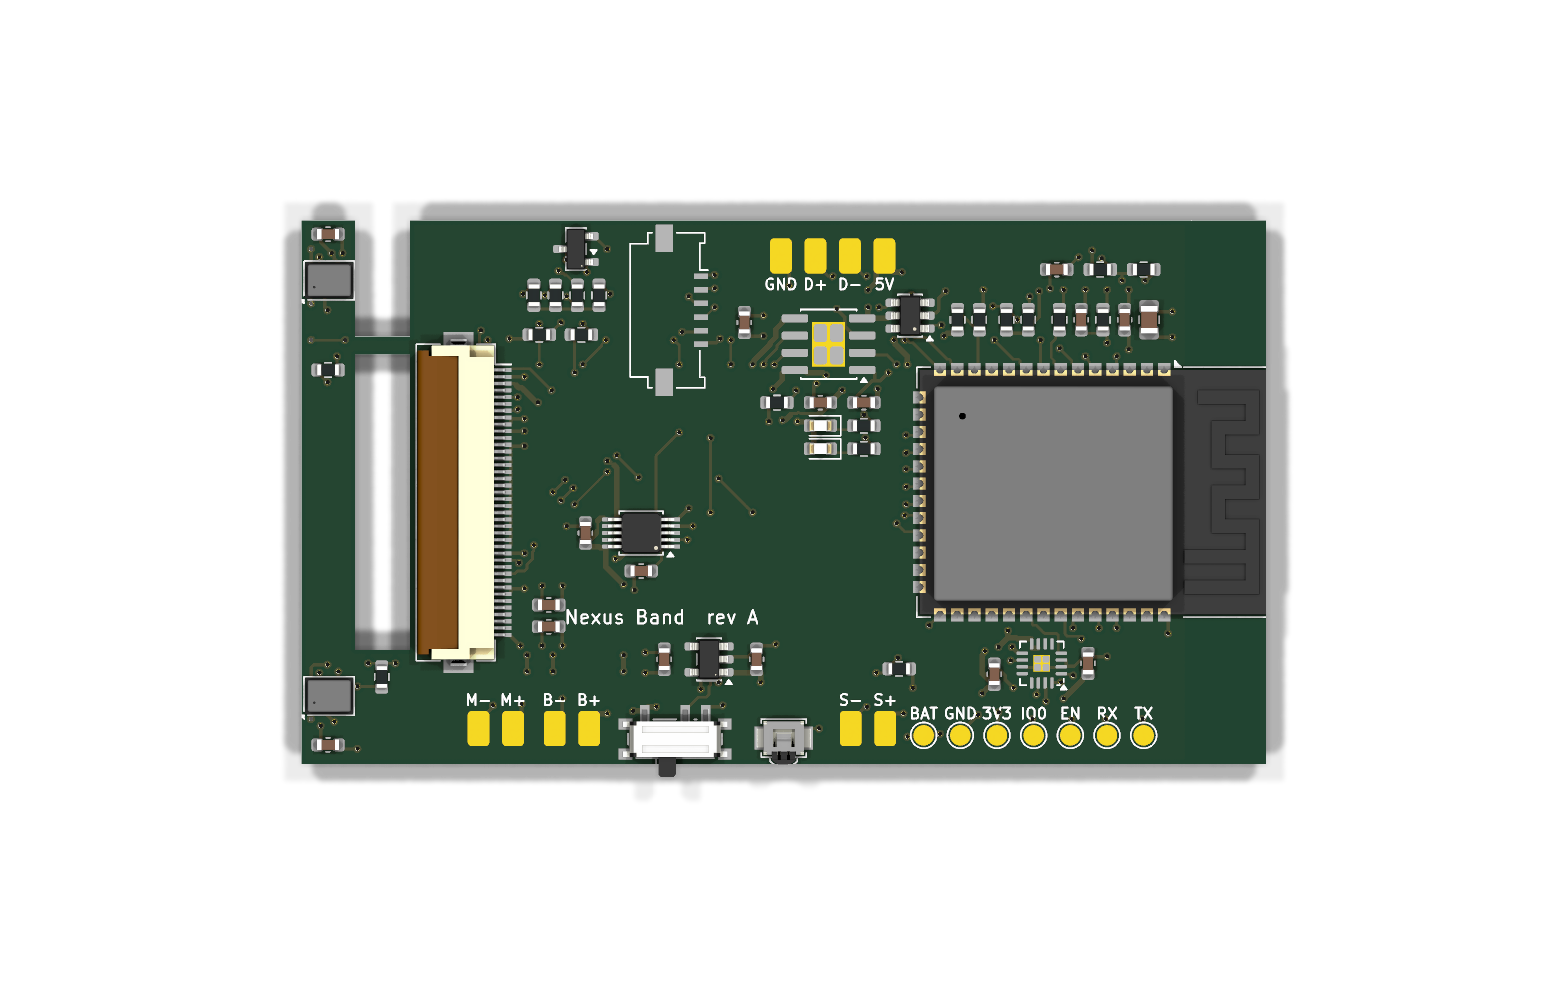 GND D+ D- 5V
Nexus Band rev A
M- M+ B- B+
S- S+
BAT GND 3V3 IO0 EN RX TX